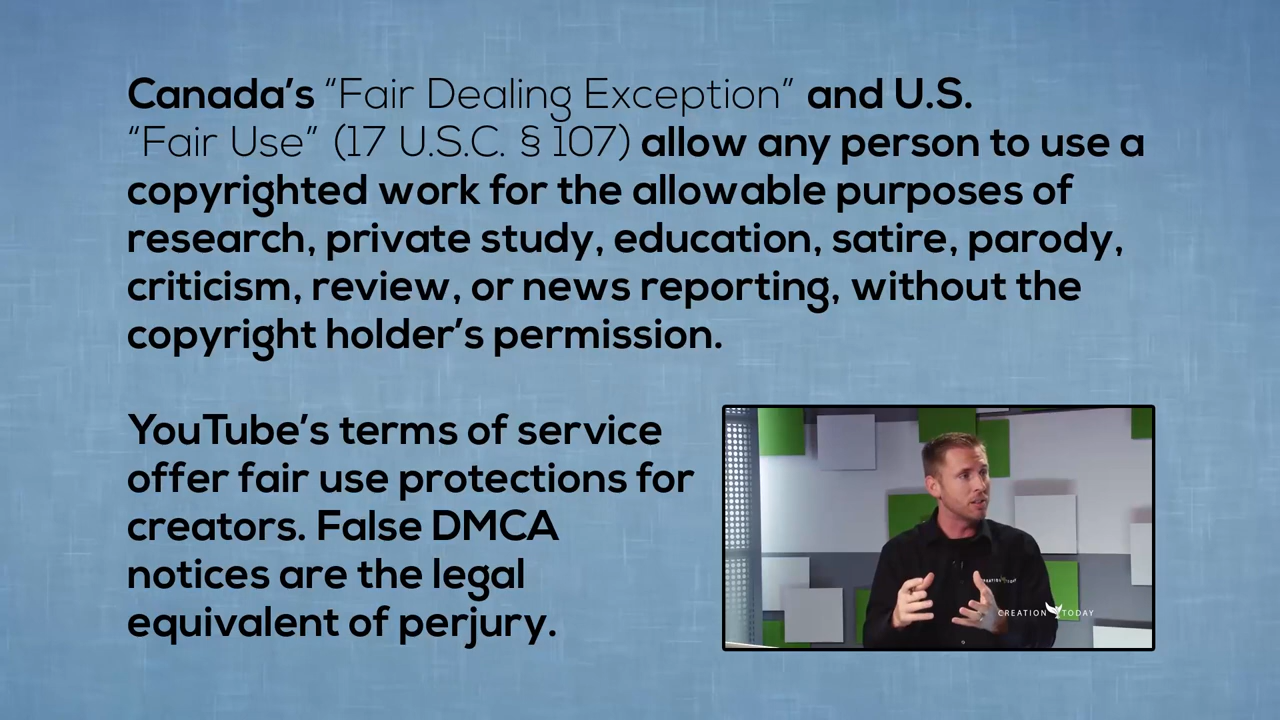 Canada's “Fair Dealing Exception” and U.S.
“Fair Use” (17 U.S.C. § 107) allow any person to use a
copyrighted work for the allowable purposes of
research, private study, education, satire, parody,
criticism, review, or news reporting, without the
copyright holder's permission.
YouTube's terms of service
offer fair use protections for
creators. False DMCA
notices are the legal
equivalent of perjury.
CREATION TODAY
CREATION TODAY